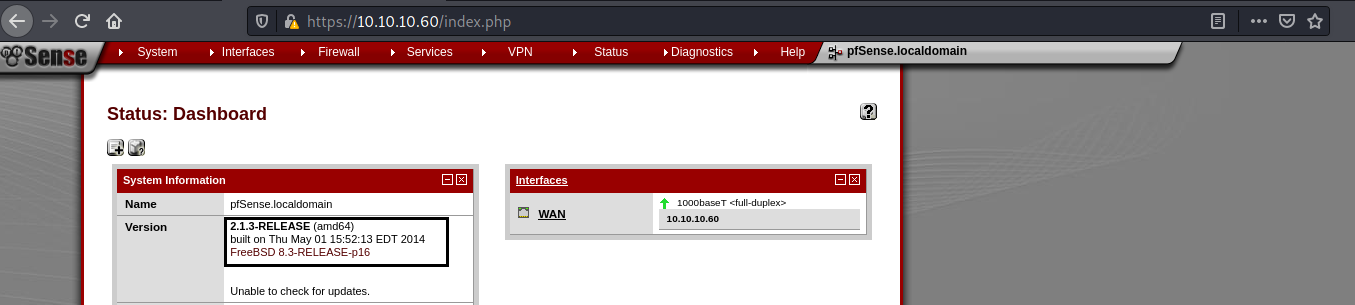 https://10.10.10.60/index.php
Sense System Interfaces Firewall Services VPN Status Diagnostics Help pfSense.localdomain
Status: Dashboard
System Information
Name pfSense.localdomain
Version 2.1.3-RELEASE (amd64)
built on Thu May 01 15:52:13 EDT 2014
FreeBSD 8.3-RELEASE-p16
Unable to check for updates.
Interfaces
WAN 1000baseT <full-duplex>
10.10.10.60